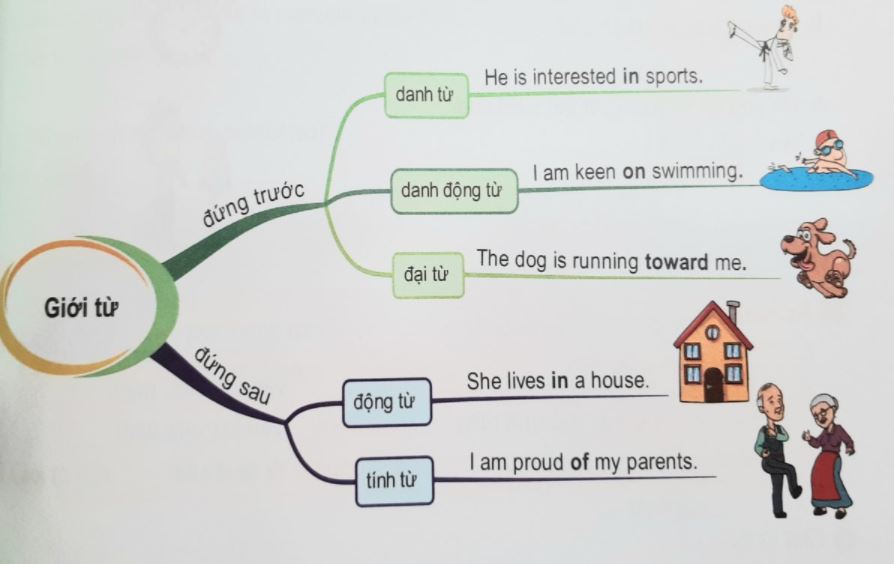 Giới từ
đứng trước
danh từ
He is interested in sports.
danh động từ
I am keen on swimming.
đại từ
The dog is running toward me.
đứng sau
động từ
She lives in a house.
tính từ
I am proud of my parents.